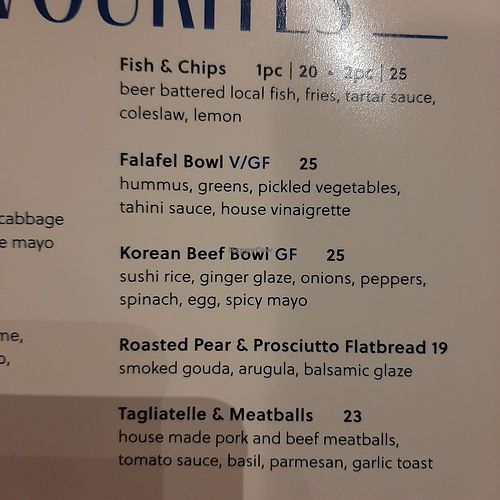 VOURITES
Fish & Chips 1pc | 20 • 2pc | 25
beer battered local fish, fries, tartar sauce,
coleslaw, lemon
Falafel Bowl V/GF 25
hummus, greens, pickled vegetables,
tahini sauce, house vinaigrette
cabbage
e mayo
Korean Beef Bowl GF 25
sushi rice, ginger glaze, onions, peppers,
spinach, egg, spicy mayo
me,
o,
Roasted Pear & Prosciutto Flatbread 19
smoked gouda, arugula, balsamic glaze
Tagliatelle & Meatballs 23
house made pork and beef meatballs,
tomato sauce, basil, parmesan, garlic toast